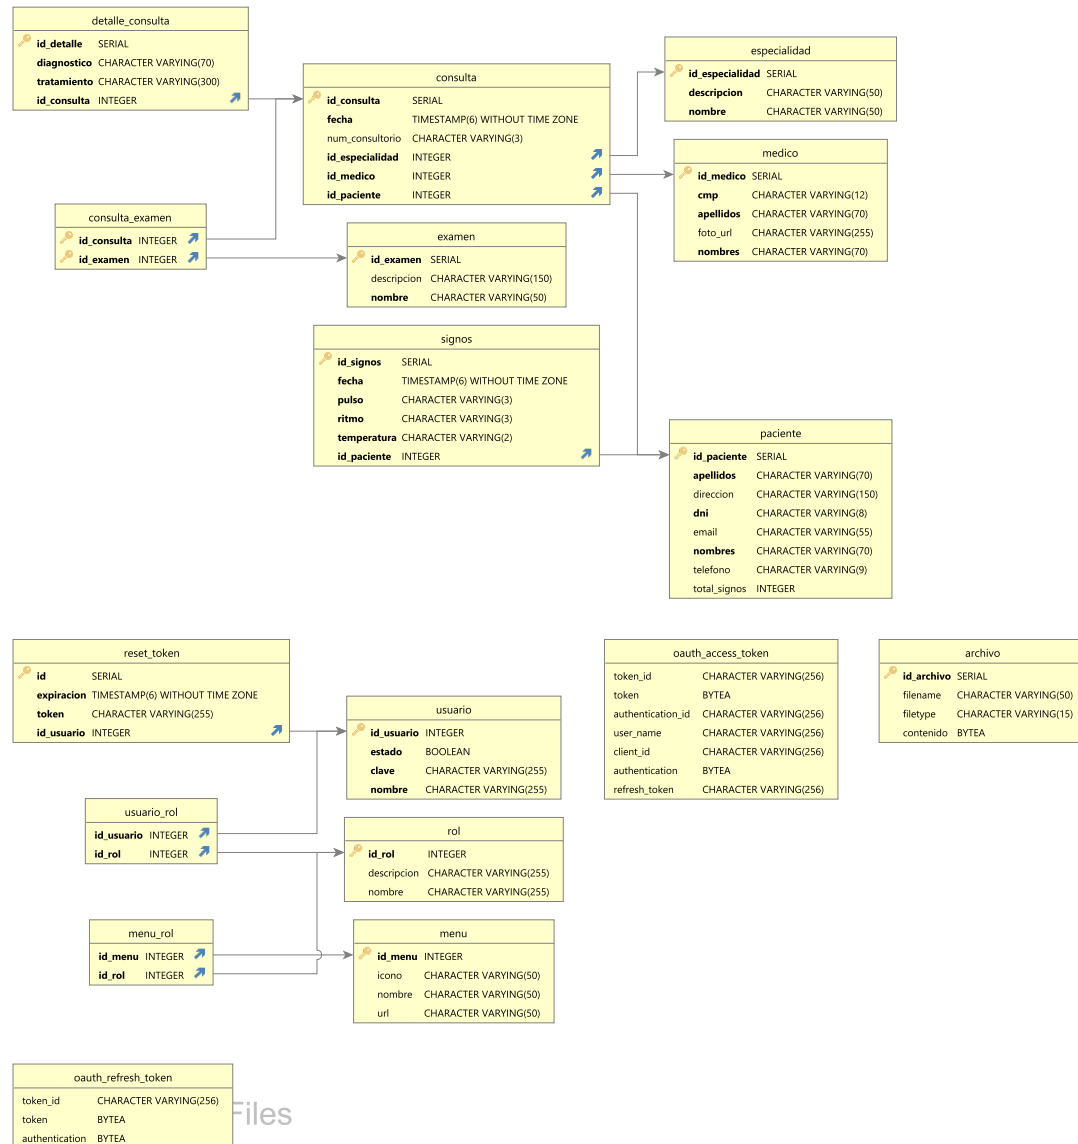 detalle_consulta
id_detalle SERIAL
diagnostico CHARACTER VARYING(70)
tratamiento CHARACTER VARYING(300)
id_consulta INTEGER
consulta
id_consulta SERIAL
fecha TIMESTAMP(6) WITHOUT TIME ZONE
num_consultorio CHARACTER VARYING(3)
id_especialidad INTEGER
id_medico INTEGER
id_paciente INTEGER
especialidad
id_especialidad SERIAL
descripcion CHARACTER VARYING(50)
nombre CHARACTER VARYING(50)
medico
id_medico SERIAL
cmp CHARACTER VARYING(12)
apellidos CHARACTER VARYING(70)
foto_url CHARACTER VARYING(255)
nombres CHARACTER VARYING(70)
consulta_examen
id_consulta INTEGER
id_examen INTEGER
examen
id_examen SERIAL
descripcion CHARACTER VARYING(150)
nombre CHARACTER VARYING(50)
signos
id_signos SERIAL
fecha TIMESTAMP(6) WITHOUT TIME ZONE
pulso CHARACTER VARYING(3)
ritmo CHARACTER VARYING(3)
temperatura CHARACTER VARYING(2)
id_paciente INTEGER
paciente
id_paciente SERIAL
apellidos CHARACTER VARYING(70)
direccion CHARACTER VARYING(150)
dni CHARACTER VARYING(8)
email CHARACTER VARYING(55)
nombres CHARACTER VARYING(70)
telefono CHARACTER VARYING(9)
total_signos INTEGER
reset_token
id SERIAL
expiracion TIMESTAMP(6) WITHOUT TIME ZONE
token CHARACTER VARYING(255)
id_usuario INTEGER
usuario
id_usuario INTEGER
estado BOOLEAN
clave CHARACTER VARYING(255)
nombre CHARACTER VARYING(255)
oauth_access_token
token_id CHARACTER VARYING(256)
token BYTEA
authentication_id CHARACTER VARYING(256)
user_name CHARACTER VARYING(256)
client_id CHARACTER VARYING(256)
authentication BYTEA
refresh_token CHARACTER VARYING(256)
archivo
id_archivo SERIAL
filename CHARACTER VARYING(50)
filetype CHARACTER VARYING(15)
contenido BYTEA
usuario_rol
id_usuario INTEGER
id_rol INTEGER
rol
id_rol INTEGER
descripcion CHARACTER VARYING(255)
nombre CHARACTER VARYING(255)
menu_rol
id_menu INTEGER
id_rol INTEGER
menu
id_menu INTEGER
icono CHARACTER VARYING(50)
nombre CHARACTER VARYING(50)
url CHARACTER VARYING(50)
oauth_refresh_token
token_id CHARACTER VARYING(256)
token BYTEA
authentication BYTEA
Files